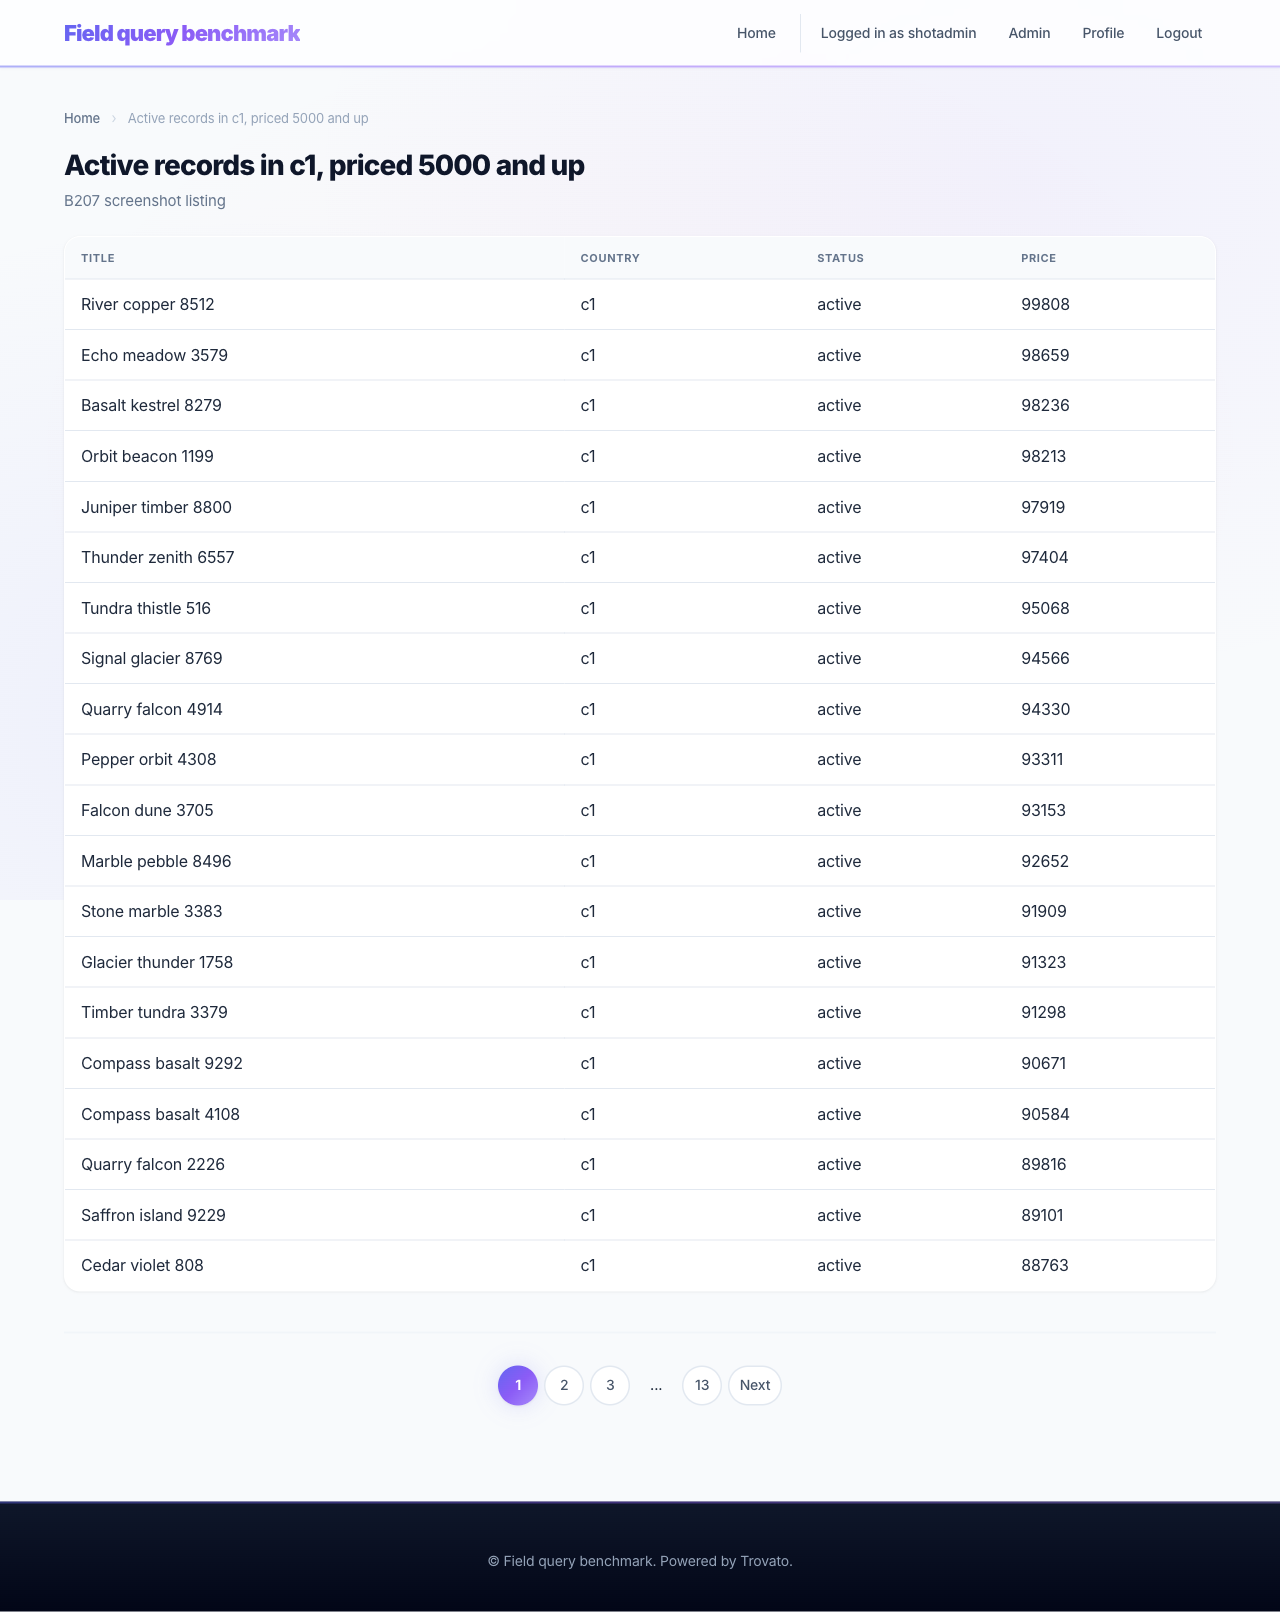 Field query benchmark
Home Logged in as shotadmin Admin Profile Logout
Home › Active records in c1, priced 5000 and up
Active records in c1, priced 5000 and up
B207 screenshot listing
TITLE COUNTRY STATUS PRICE
River copper 8512 c1 active 99808
Echo meadow 3579 c1 active 98659
Basalt kestrel 8279 c1 active 98236
Orbit beacon 1199 c1 active 98213
Juniper timber 8800 c1 active 97919
Thunder zenith 6557 c1 active 97404
Tundra thistle 516 c1 active 95068
Signal glacier 8769 c1 active 94566
Quarry falcon 4914 c1 active 94330
Pepper orbit 4308 c1 active 93311
Falcon dune 3705 c1 active 93153
Marble pebble 8496 c1 active 92652
Stone marble 3383 c1 active 91909
Glacier thunder 1758 c1 active 91323
Timber tundra 3379 c1 active 91298
Compass basalt 9292 c1 active 90671
Compass basalt 4108 c1 active 90584
Quarry falcon 2226 c1 active 89816
Saffron island 9229 c1 active 89101
Cedar violet 808 c1 active 88763
1 2 3 ... 13 Next
© Field query benchmark. Powered by Trovato.